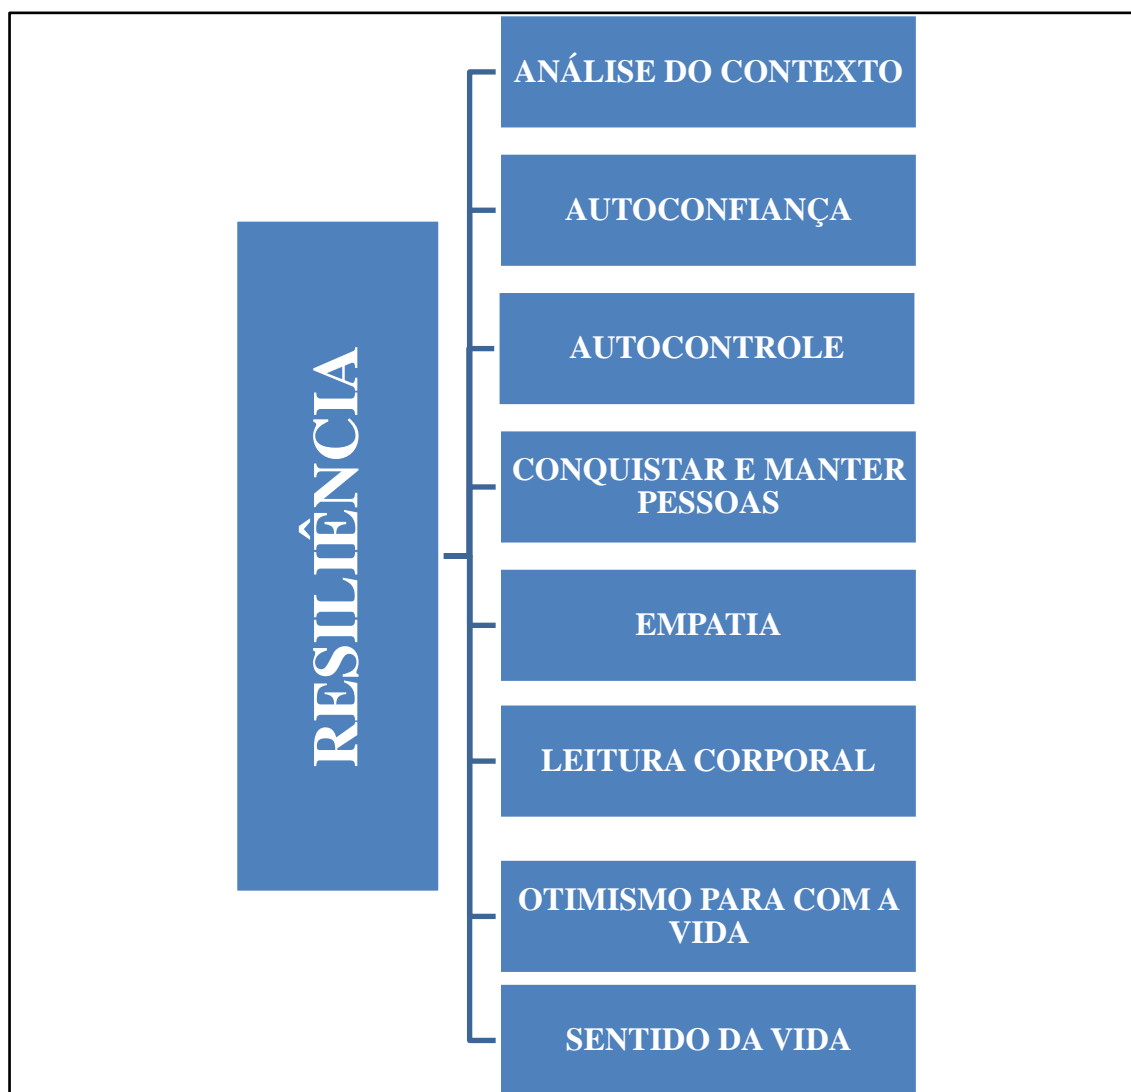 RESILIÊNCIA
ANÁLISE DO CONTEXTO
AUTOCONFIANÇA
AUTOCONTROLE
CONQUISTAR E MANTER
PESSOAS
EMPATIA
LEITURA CORPORAL
OTIMISMO PARA COM A
VIDA
SENTIDO DA VIDA